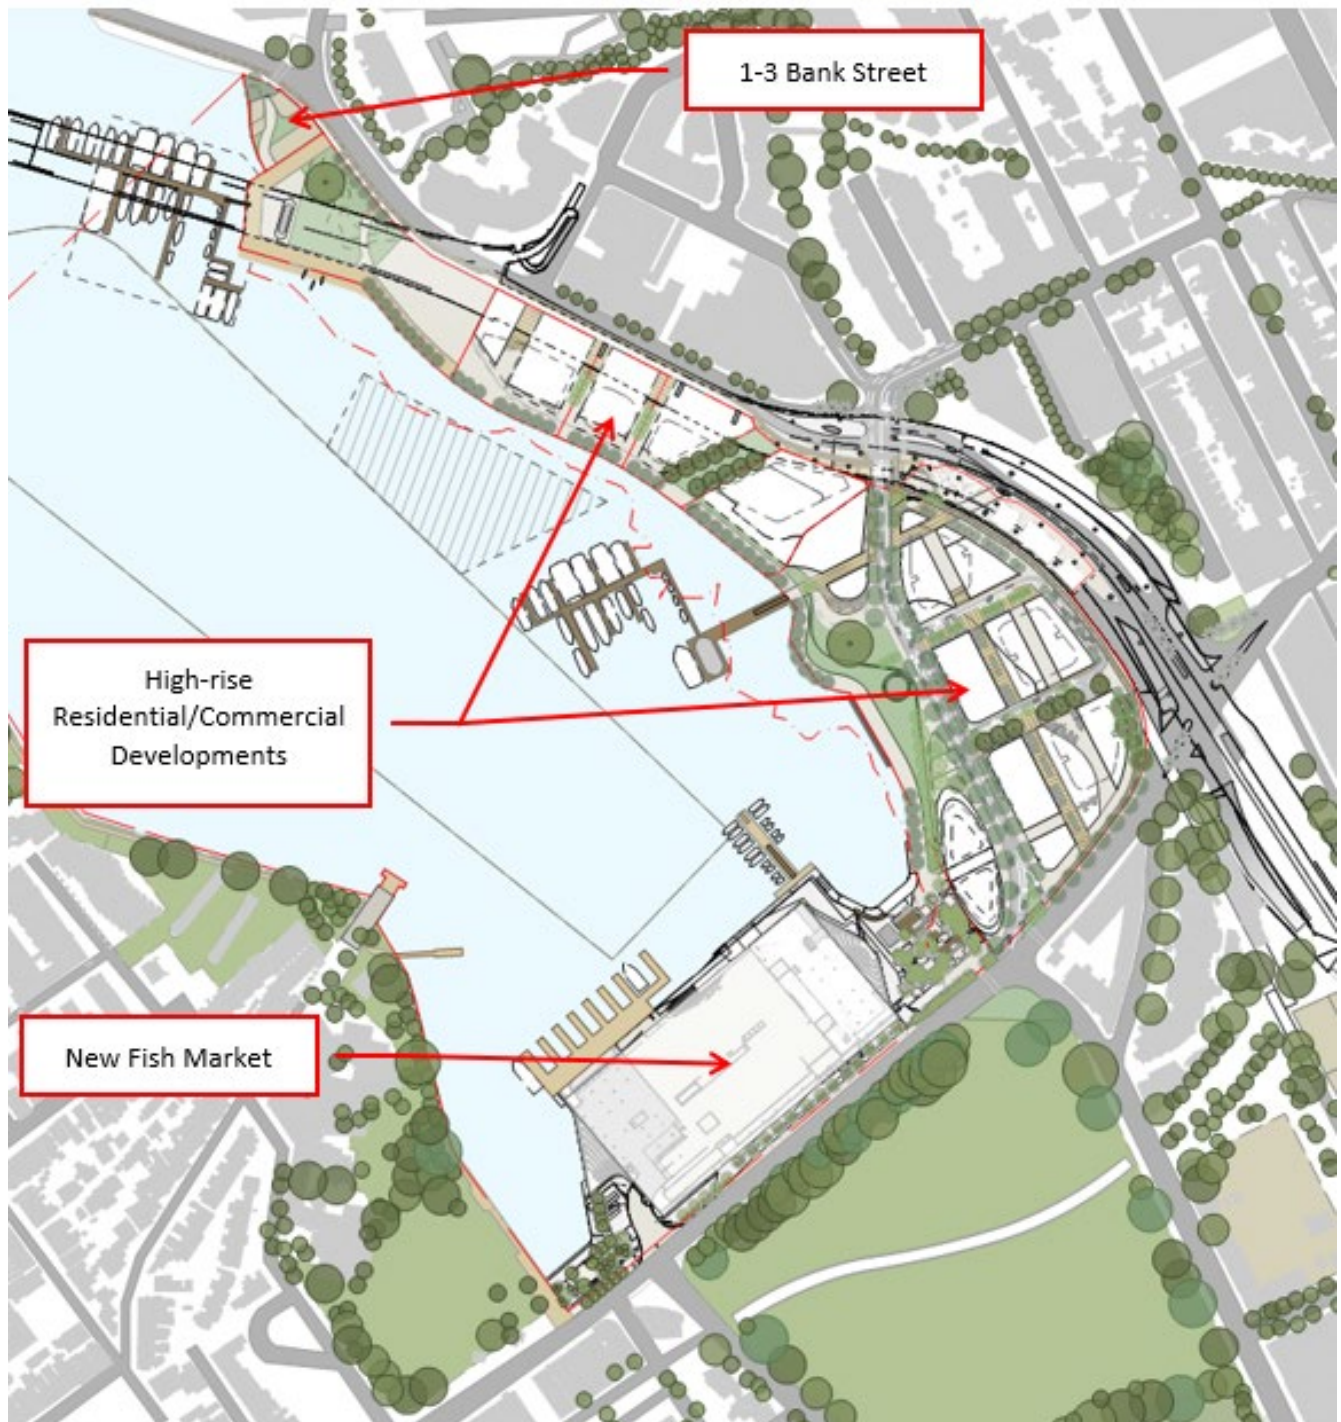 1-3 Bank Street
High-rise
Residential/Commercial
Developments
New Fish Market